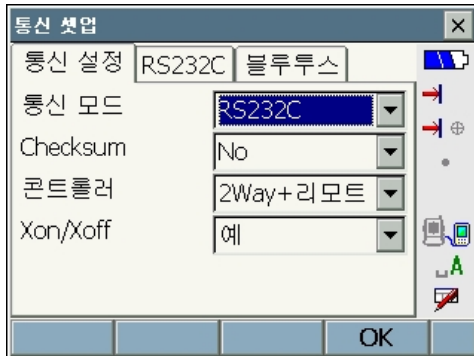 통신 셋업
통신 설정 RS232C 블루투스
통신 모드 RS232C
Checksum No
콘트롤러 2Way+리모트
Xon/Xoff 예
A
OK